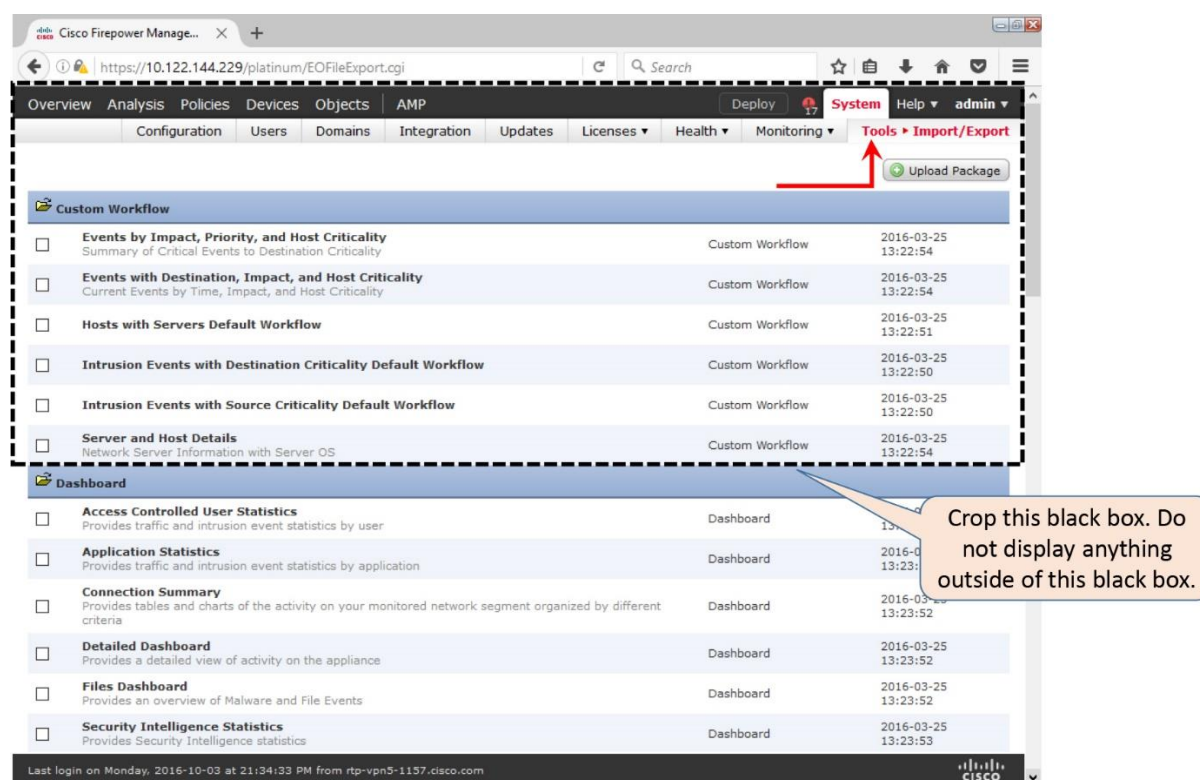 Cisco Firepower Manage...
https://10.122.144.229/platinum/EOFileExport.cgi
Search
Overview Analysis Policies Devices Objects AMP Deploy 17 System Help admin
Configuration Users Domains Integration Updates Licenses Health Monitoring Tools Import/Export
Upload Package
Custom Workflow
Events by Impact, Priority, and Host Criticality
Summary of Critical Events to Destination Criticality
Custom Workflow
2016-03-25
13:22:54
Events with Destination, Impact, and Host Criticality
Current Events by Time, Impact, and Host Criticality
Custom Workflow
2016-03-25
13:22:54
Hosts with Servers Default Workflow
Custom Workflow
2016-03-25
13:22:51
Intrusion Events with Destination Criticality Default Workflow
Custom Workflow
2016-03-25
13:22:50
Intrusion Events with Source Criticality Default Workflow
Custom Workflow
2016-03-25
13:22:50
Server and Host Details
Network Server Information with Server OS
Custom Workflow
2016-03-25
13:22:54
Dashboard
Access Controlled User Statistics
Provides traffic and intrusion event statistics by user
Dashboard
Application Statistics
Provides traffic and intrusion event statistics by application
Dashboard
Connection Summary
Provides tables and charts of the activity on your monitored network segment organized by different
criteria
Dashboard
13:23:52
Detailed Dashboard
Provides a detailed view of activity on the appliance
Dashboard
2016-03-25
13:23:52
Files Dashboard
Provides an overview of Malware and File Events
Dashboard
2016-03-25
13:23:52
Security Intelligence Statistics
Provides Security Intelligence statistics
Dashboard
2016-03-25
13:23:53
Last login on Monday, 2016-10-03 at 21:34:33 PM from rtp-vpn5-1157.cisco.com
CISCO
Crop this black box. Do
not display anything
outside of this black box.